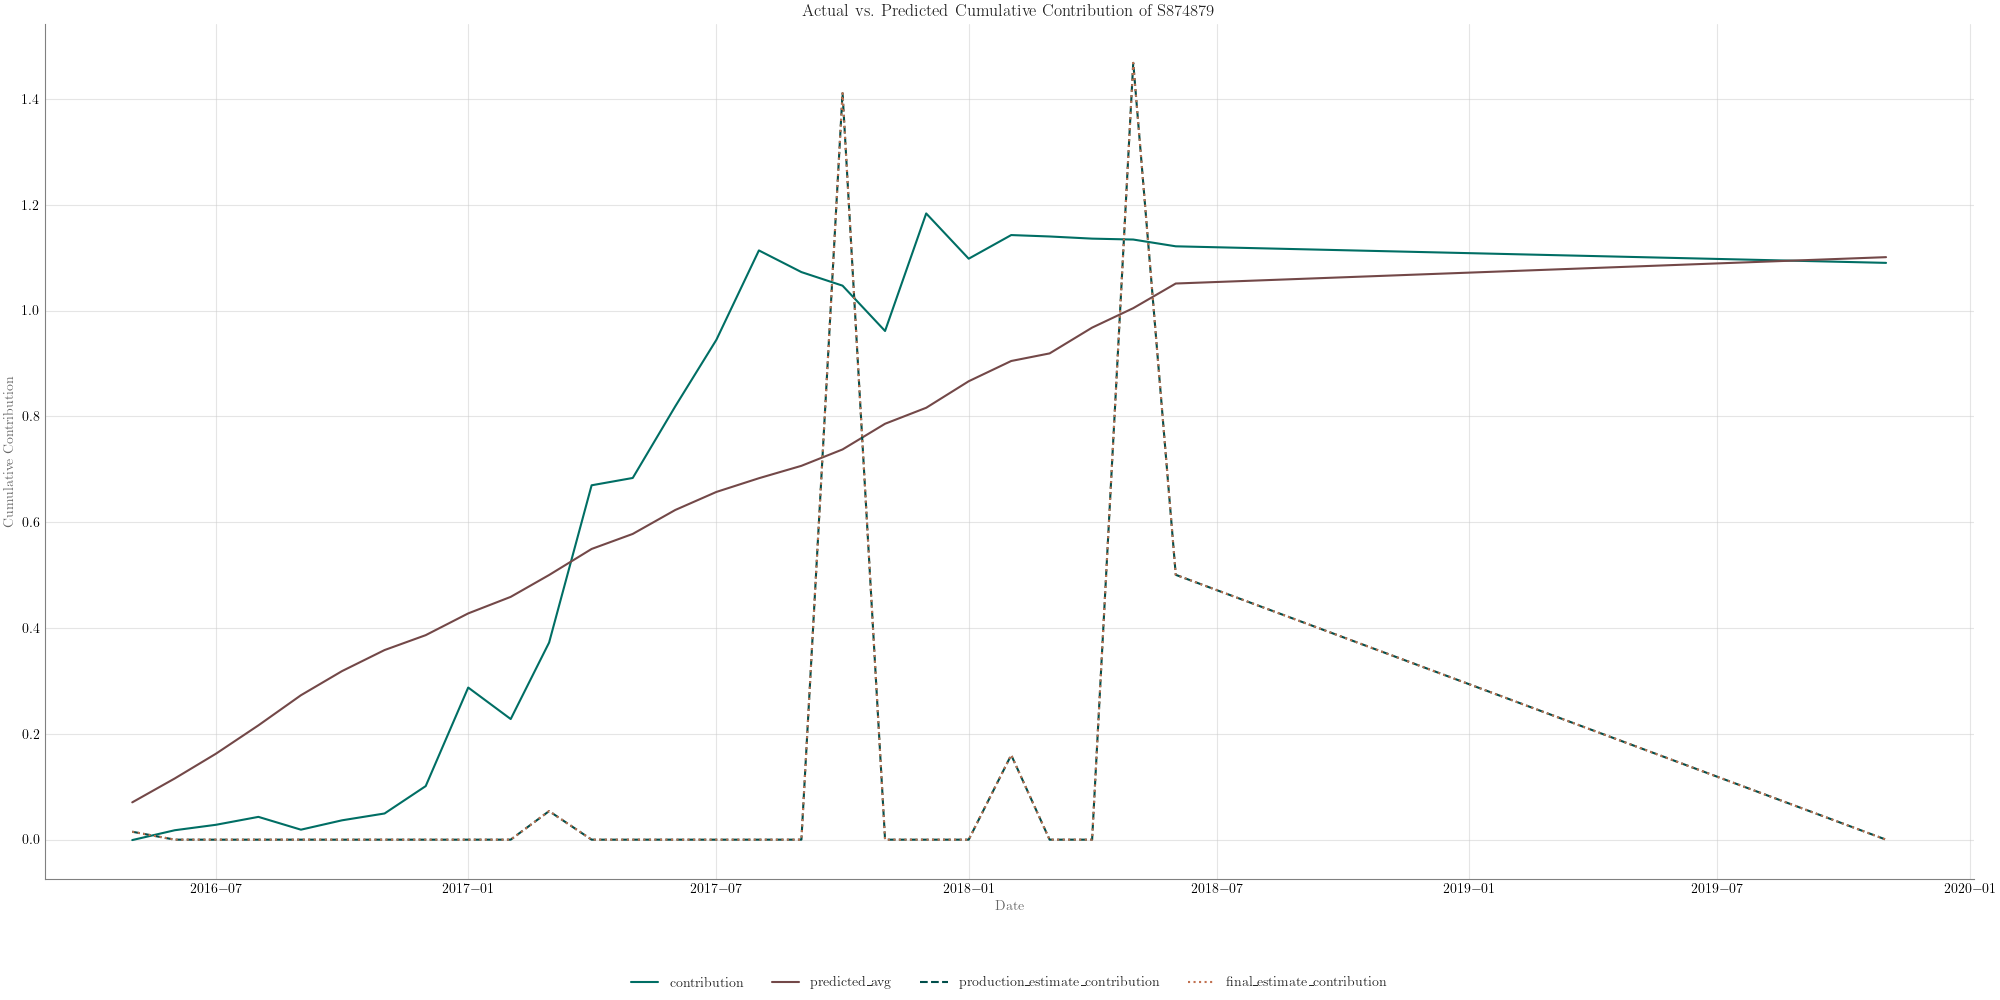 Actual vs. Predicted Cumulative Contribution of S874879
Cumulative Contribution
1.4
1.2
1.0
0.8
0.6
0.4
0.2
0.0
2016−07
2017−01
2017−07
2018−01
2018−07
2019−01
2019−07
2020−01
Date
contribution
predicted_avg
production_estimate_contribution
final_estimate_contribution